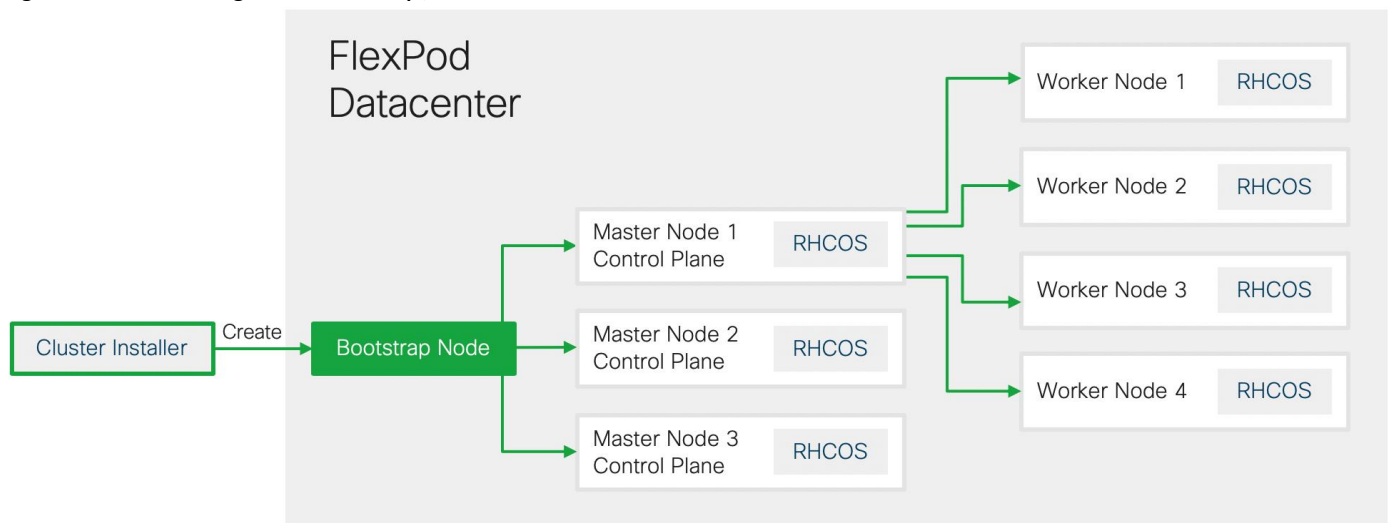 FlexPod
Datacenter
Cluster Installer
Create
Bootstrap Node
Master Node 1
Control Plane
RHCOS
Master Node 2
Control Plane
RHCOS
Master Node 3
Control Plane
RHCOS
Worker Node 1
RHCOS
Worker Node 2
RHCOS
Worker Node 3
RHCOS
Worker Node 4
RHCOS